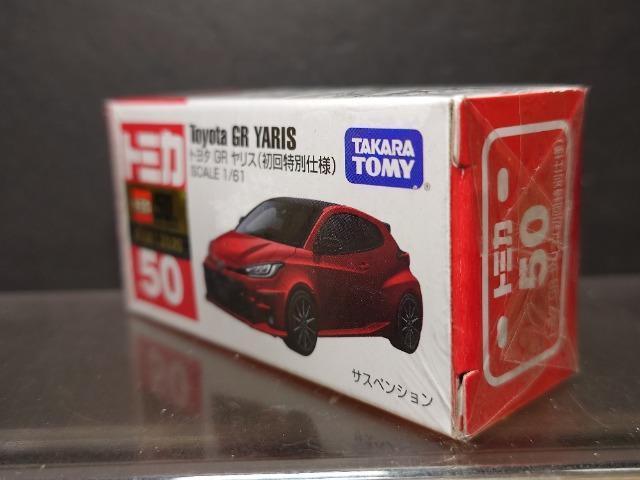 トミカ
50
Toyota GR YARIS
トヨタ GR ヤリス(初回特別仕様)
SCALE 1/61
TAKARA
TOMY
®
サスペンション
トミカ
50